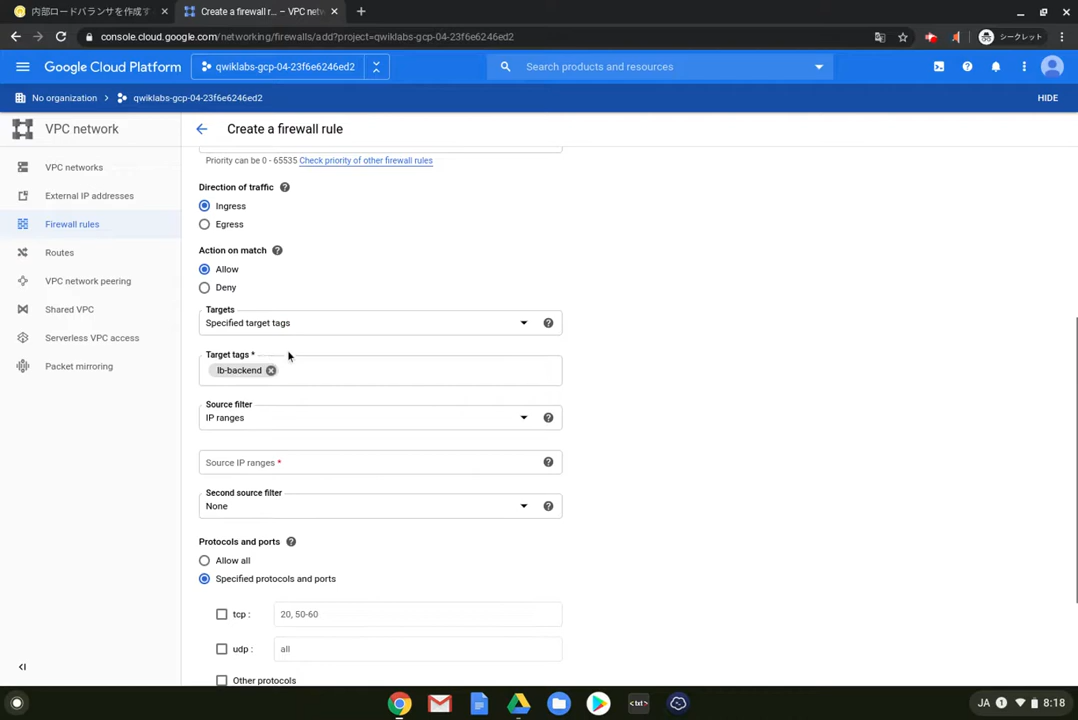 内部ロードバランサを作成す
Create a firewall r... – VPC netw
console.cloud.google.com/networking/firewalls/add?project=qwiklabs-gcp-04-23f6e6246ed2
シークレット
Google Cloud Platform
qwiklabs-gcp-04-23f6e6246ed2
Search products and resources
No organization
qwiklabs-gcp-04-23f6e6246ed2
HIDE
VPC network
Create a firewall rule
VPC networks
External IP addresses
Firewall rules
Routes
VPC network peering
Shared VPC
Serverless VPC access
Packet mirroring
Priority can be 0 - 65535 Check priority of other firewall rules
Direction of traffic
Ingress
Egress
Action on match
Allow
Deny
Targets
Specified target tags
Target tags *
lb-backend
Source filter
IP ranges
Source IP ranges *
Second source filter
None
Protocols and ports
Allow all
Specified protocols and ports
tcp :
20, 50-60
udp :
all
Other protocols
<txt>
JA
1
8:18